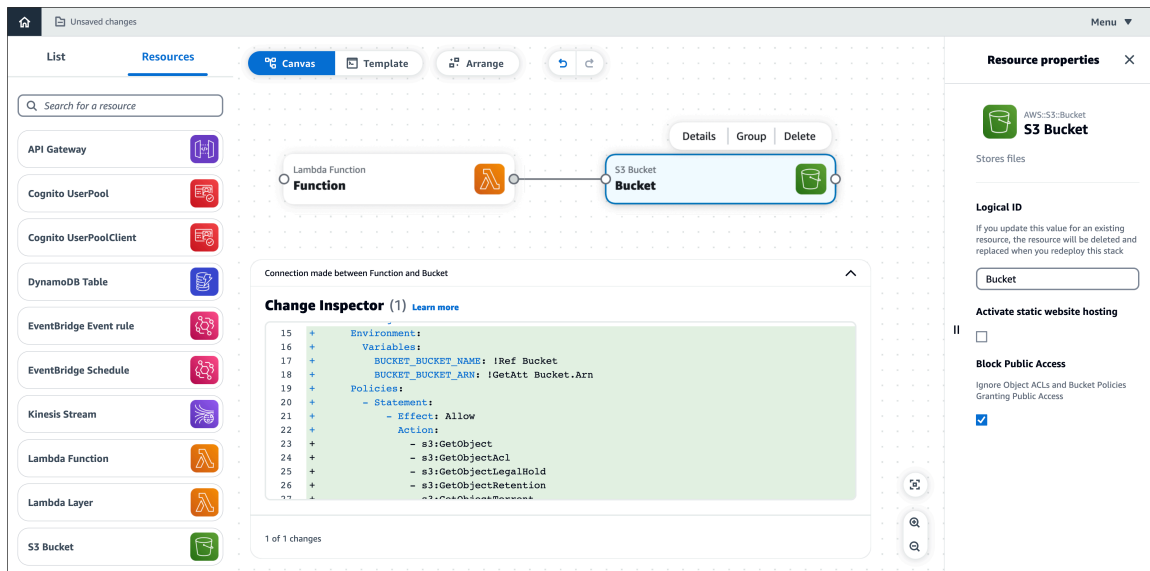 Unsaved changes
Menu
List
Resources
Search for a resource
API Gateway
Cognito UserPool
Cognito UserPoolClient
DynamoDB Table
EventBridge Event rule
EventBridge Schedule
Kinesis Stream
Lambda Function
Lambda Layer
S3 Bucket
Canvas
Template
Arrange
Details
Group
Delete
Lambda Function
Function
S3 Bucket
Bucket
Connection made between Function and Bucket
Change Inspector (1) Learn more
15 + Environment:
16 + Variables:
17 + BUCKET_BUCKET_NAME: !Ref Bucket
18 + BUCKET_BUCKET_ARN: !GetAtt Bucket.Arn
19 + Policies:
20 + - Statement:
21 + - Effect: Allow
22 + Action:
23 + - s3:GetObject
24 + - s3:GetObjectAcl
25 + - s3:GetObjectLegalHold
26 + - s3:GetObjectRetention
27 + - s3:GetObjectTorrent
1 of 1 changes
Resource properties
AWS::S3::Bucket
S3 Bucket
Stores files
Logical ID
If you update this value for an existing
resource, the resource will be deleted and
replaced when you redeploy this stack
Bucket
Activate static website hosting
Block Public Access
Ignore Object ACLs and Bucket Policies
Granting Public Access